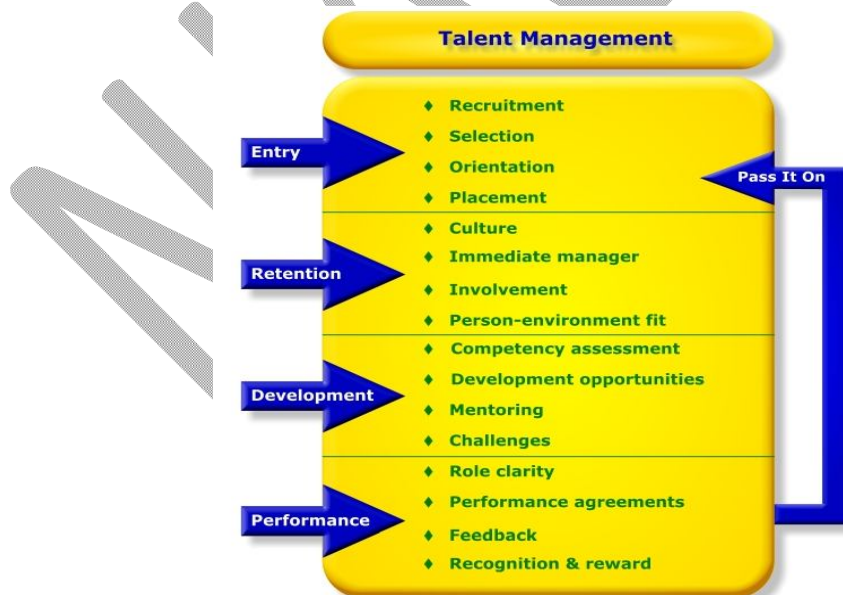 Talent Management
Entry
♦ Recruitment
♦ Selection
♦ Orientation
♦ Placement
Pass It On
Retention
♦ Culture
♦ Immediate manager
♦ Involvement
♦ Person-environment fit
Development
♦ Competency assessment
♦ Development opportunities
♦ Mentoring
♦ Challenges
Performance
♦ Role clarity
♦ Performance agreements
♦ Feedback
♦ Recognition & reward